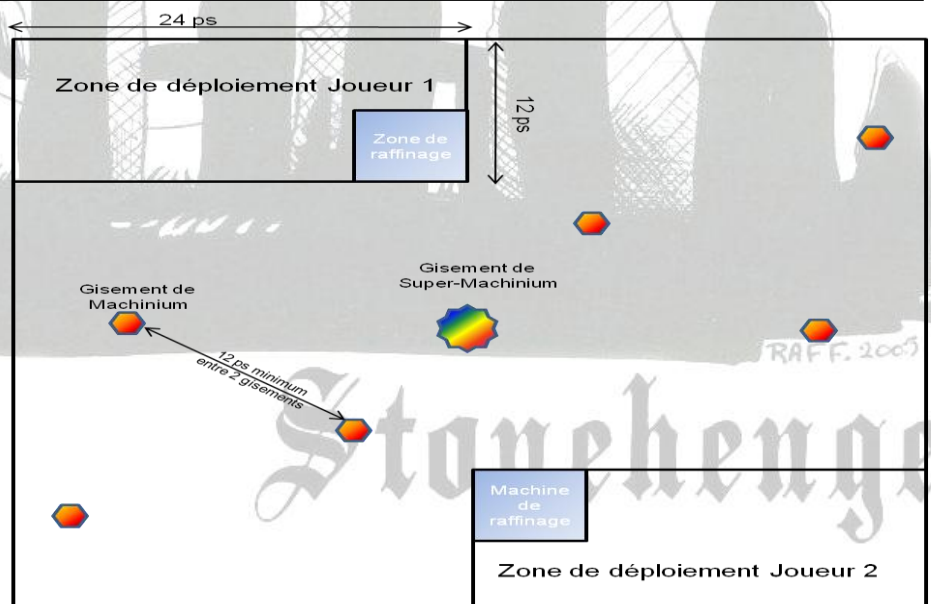 24 ps
Zone de déploiement Joueur 1
12 ps
Zone de
raffinage
Gisement de
Super-Machinium
Gisement de
Machinium
12 ps minimum
entre 2 gisements
RAFF. 2005
Stonehenge
Machine
de
raffinage
Zone de déploiement Joueur 2